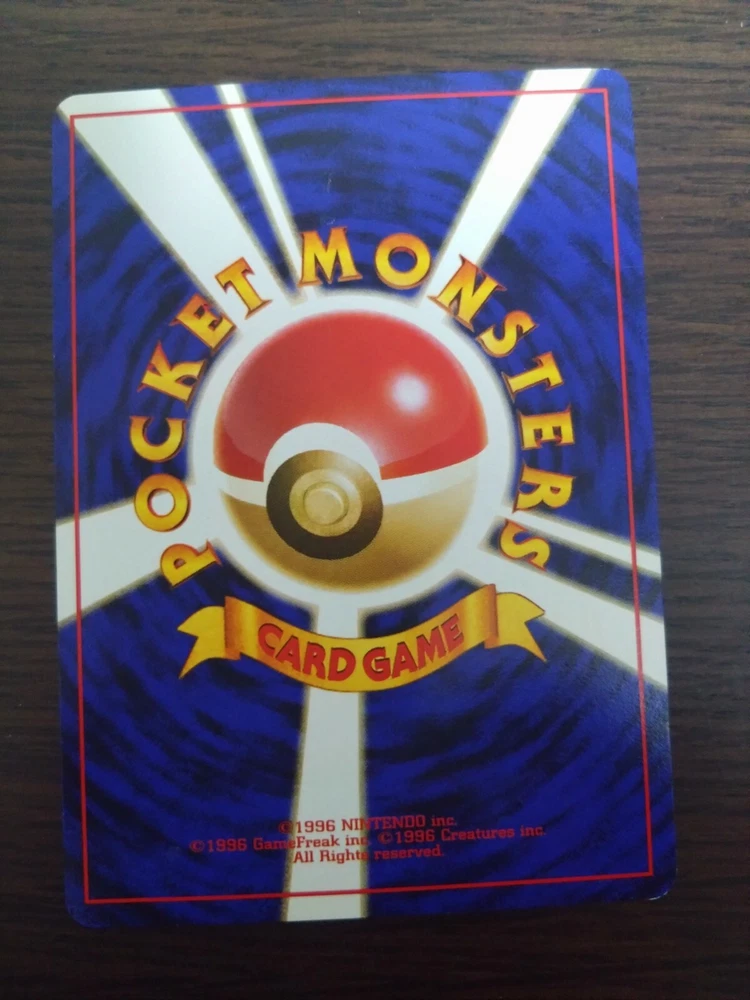 POCKET MONSTERS
CARD GAME
©1996 NINTENDO inc.
©1996 GameFreak inc. ©1996 Creatures inc.
All Rights reserved.